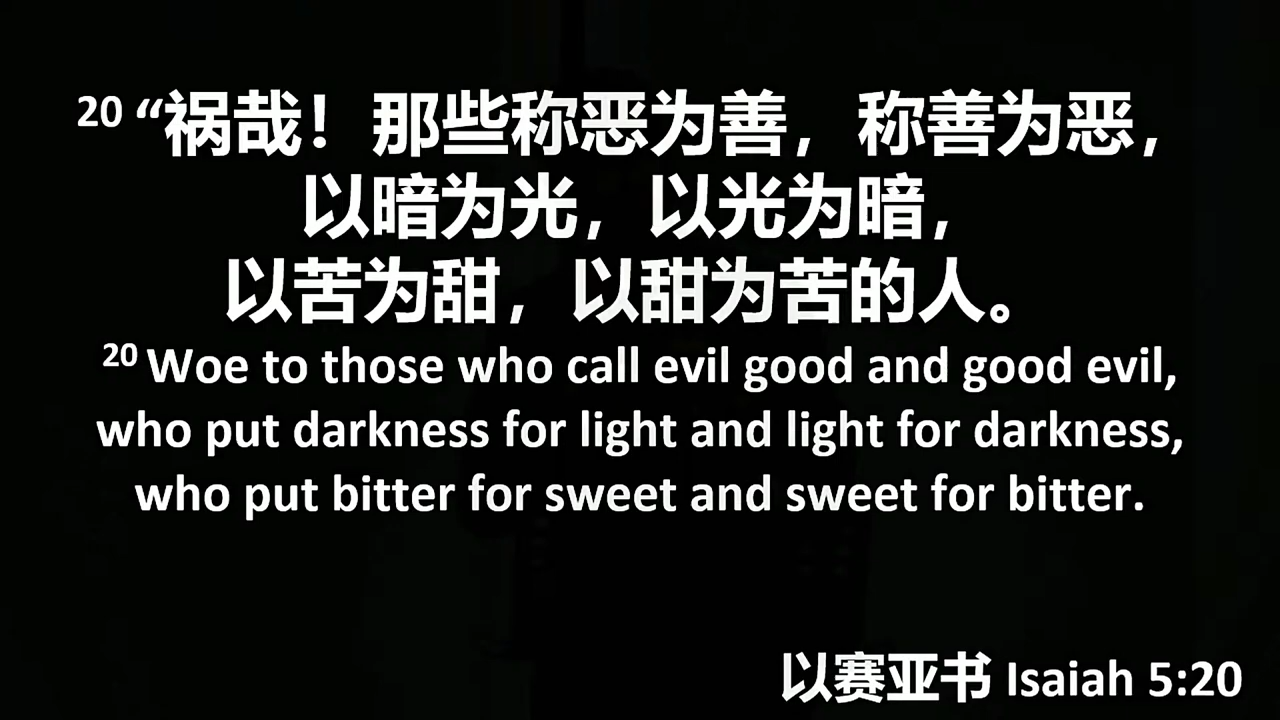 20 “祸哉！那些称恶为善，称善为恶，
以暗为光，以光为暗，
以苦为甜，以甜为苦的人。
20 Woe to those who call evil good and good evil,
who put darkness for light and light for darkness,
who put bitter for sweet and sweet for bitter.
以赛亚书 Isaiah 5:20